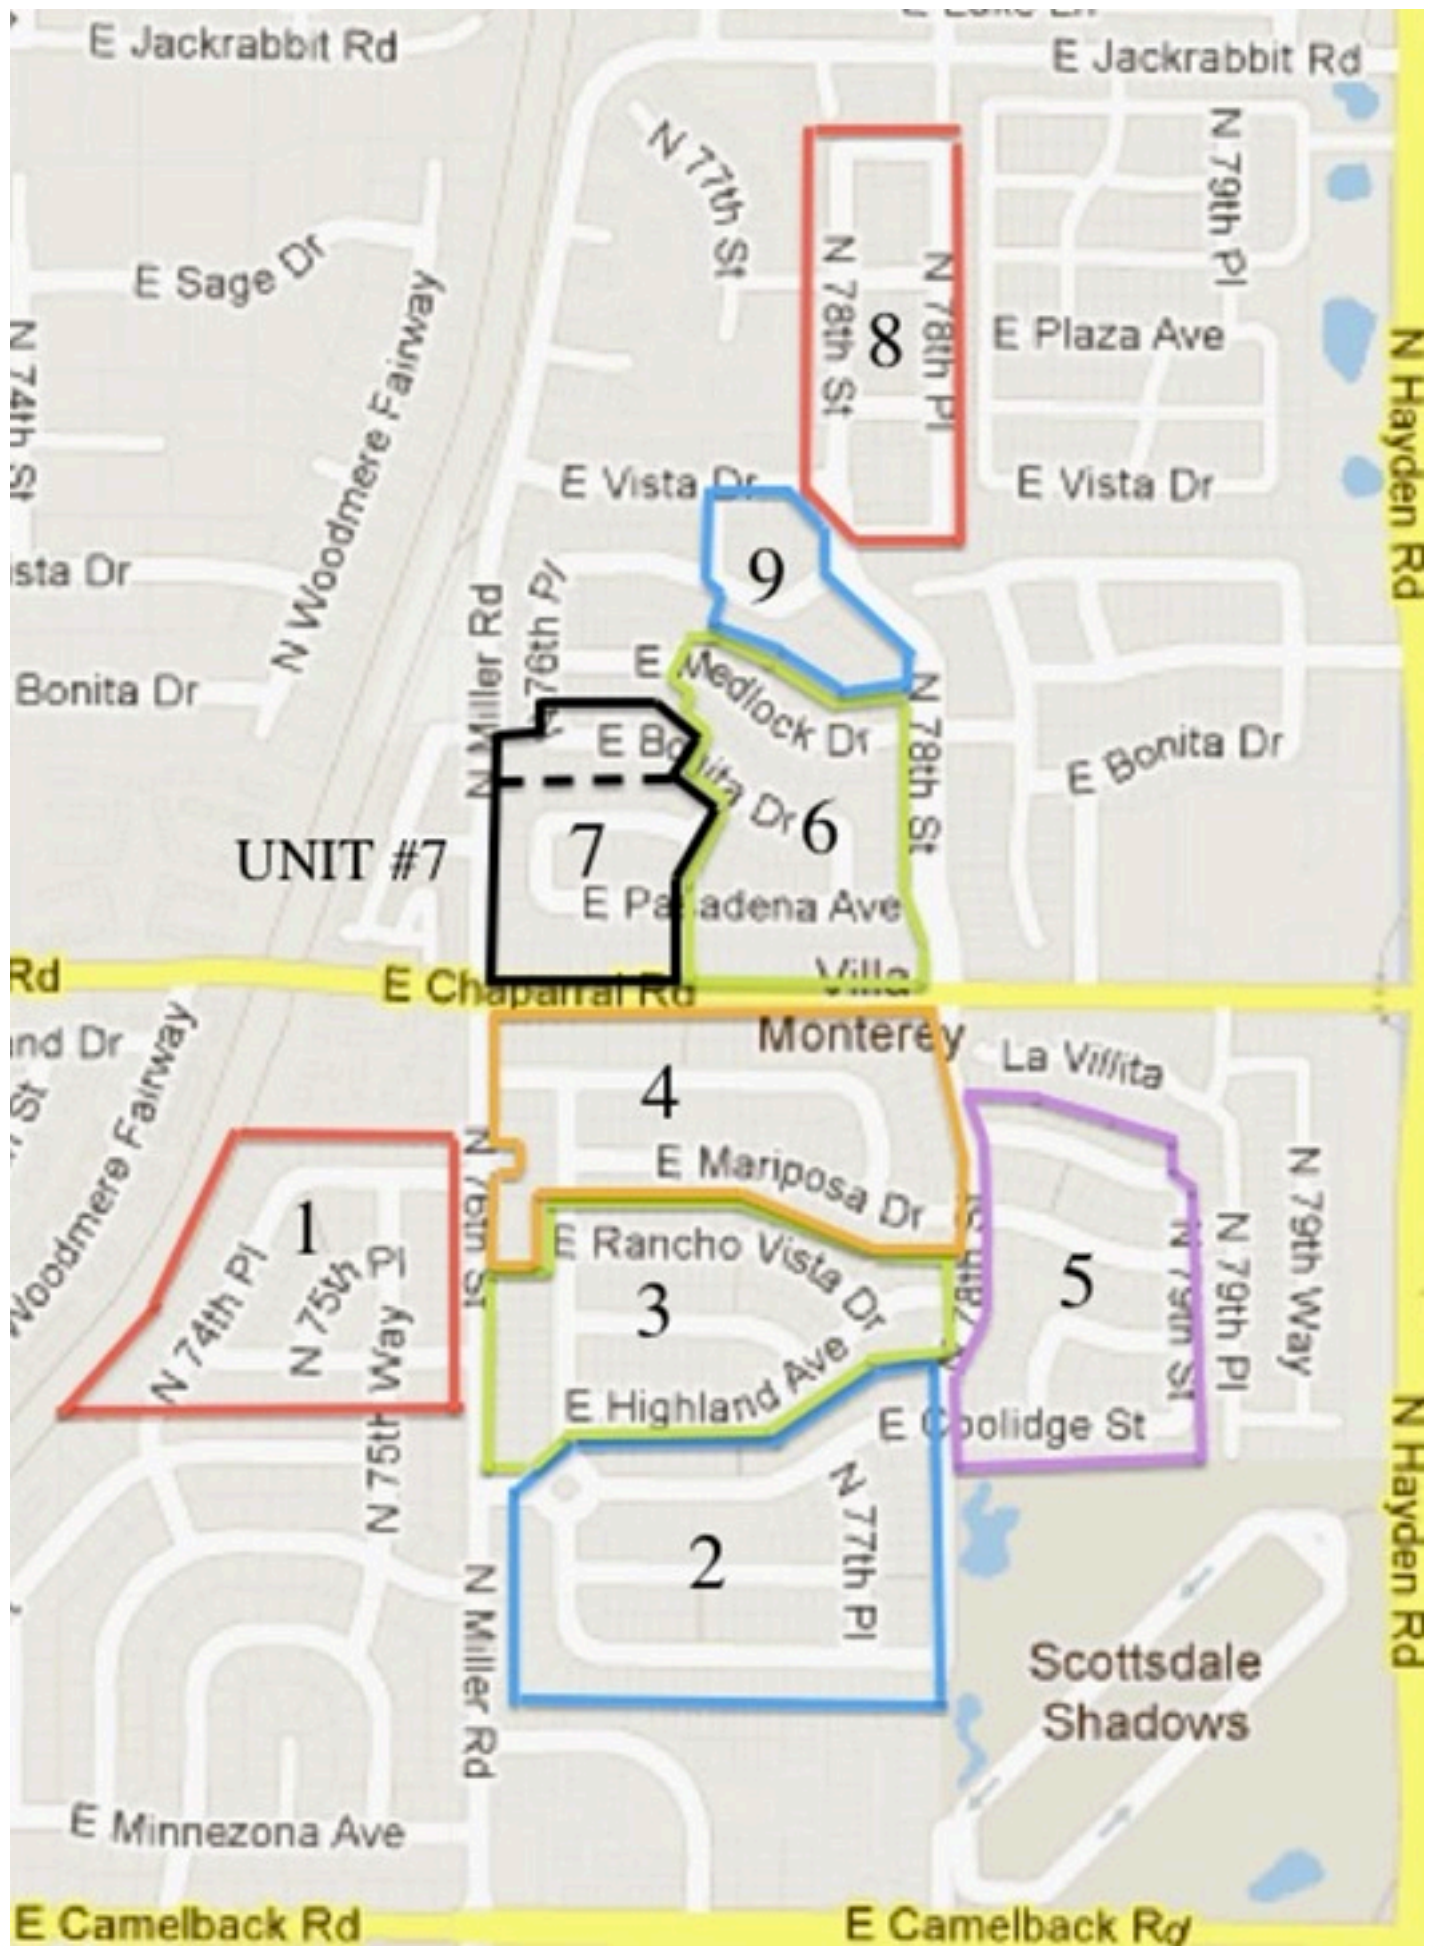 E Jackrabbit Rd
E Jackrabbit Rd
N 77th St
N 79th Pl
E Sage Dr
N 78th St
N 78th Pl
8
E Plaza Ave
N 74th St
N Woodmere Fairway
N Hayden Rd
E Vista Dr
E Vista Dr
sta Dr
9
N Miller Rd
N 76th Pl
E Medlock Dr
Bonita Dr
N 78th St
E Bonita Dr
E Bonita Dr
6
7
UNIT #7
E Pasadena Ave
Rd
E Chaparral Rd
Villa
Monterey
nd Dr
La Villita
St
4
Woodmere Fairway
E Mariposa Dr
N 76th St
N 79th Way
1
E Rancho Vista Dr
N 74th Pl
N 75th Pl
3
5
N 79th St
N 79th Pl
N 75th Way
E Highland Ave
E Coolidge St
N Hayden Rd
N 77th Pl
2
N Miller Rd
Scottsdale
Shadows
E Minnezona Ave
E Camelback Rd
E Camelback Rd